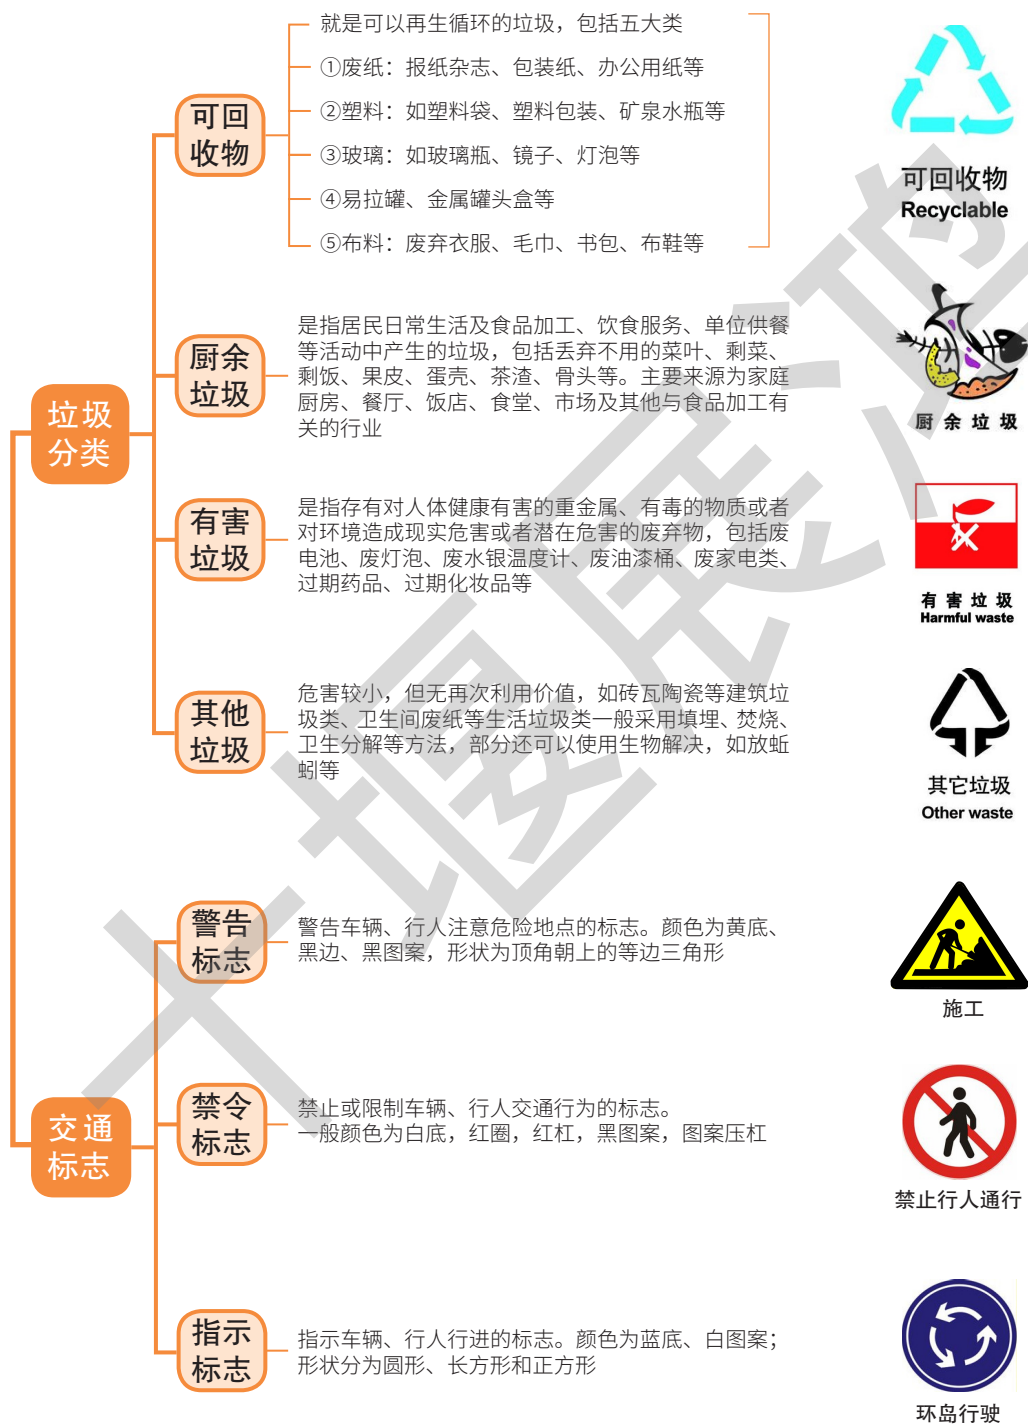 就是可以再生循环的垃圾，包括五大类
①废纸：报纸杂志、包装纸、办公用纸等
②塑料：如塑料袋、塑料包装、矿泉水瓶等
③玻璃：如玻璃瓶、镜子、灯泡等
④易拉罐、金属罐头盒等
⑤布料：废弃衣服、毛巾、书包、布鞋等
可回
收物
可回收物
Recyclable
是指居民日常生活及食品加工、饮食服务、单位供餐
等活动中产生的垃圾，包括丢弃不用的菜叶、剩菜、
剩饭、果皮、蛋壳、茶渣、骨头等。主要来源为家庭
厨房、餐厅、饭店、食堂、市场及其他与食品加工有
关的行业
厨余
垃圾
厨余垃圾
垃圾
分类
有害
垃圾
是指存有对人体健康有害的重金属、有毒的物质或者
对环境造成现实危害或者潜在危害的废弃物，包括废
电池、废灯泡、废水银温度计、废油漆桶、废家电类、
过期药品、过期化妆品等
有害垃圾
Harmful waste
其他
垃圾
危害较小，但无再次利用价值，如砖瓦陶瓷等建筑垃
圾类、卫生间废纸等生活垃圾类一般采用填埋、焚烧、
卫生分解等方法，部分还可以使用生物解决，如放蚯
蚓等
其它垃圾
Other waste
警告
标志
警告车辆、行人注意危险地点的标志。颜色为黄底、
黑边、黑图案，形状为顶角朝上的等边三角形
施工
交通
标志
禁令
标志
禁止或限制车辆、行人交通行为的标志。
一般颜色为白底，红圈，红杠，黑图案，图案压杠
禁止行人通行
指示
标志
指示车辆、行人行进的标志。颜色为蓝底、白图案；
形状分为圆形、长方形和正方形
环岛行驶
十堰展鸿